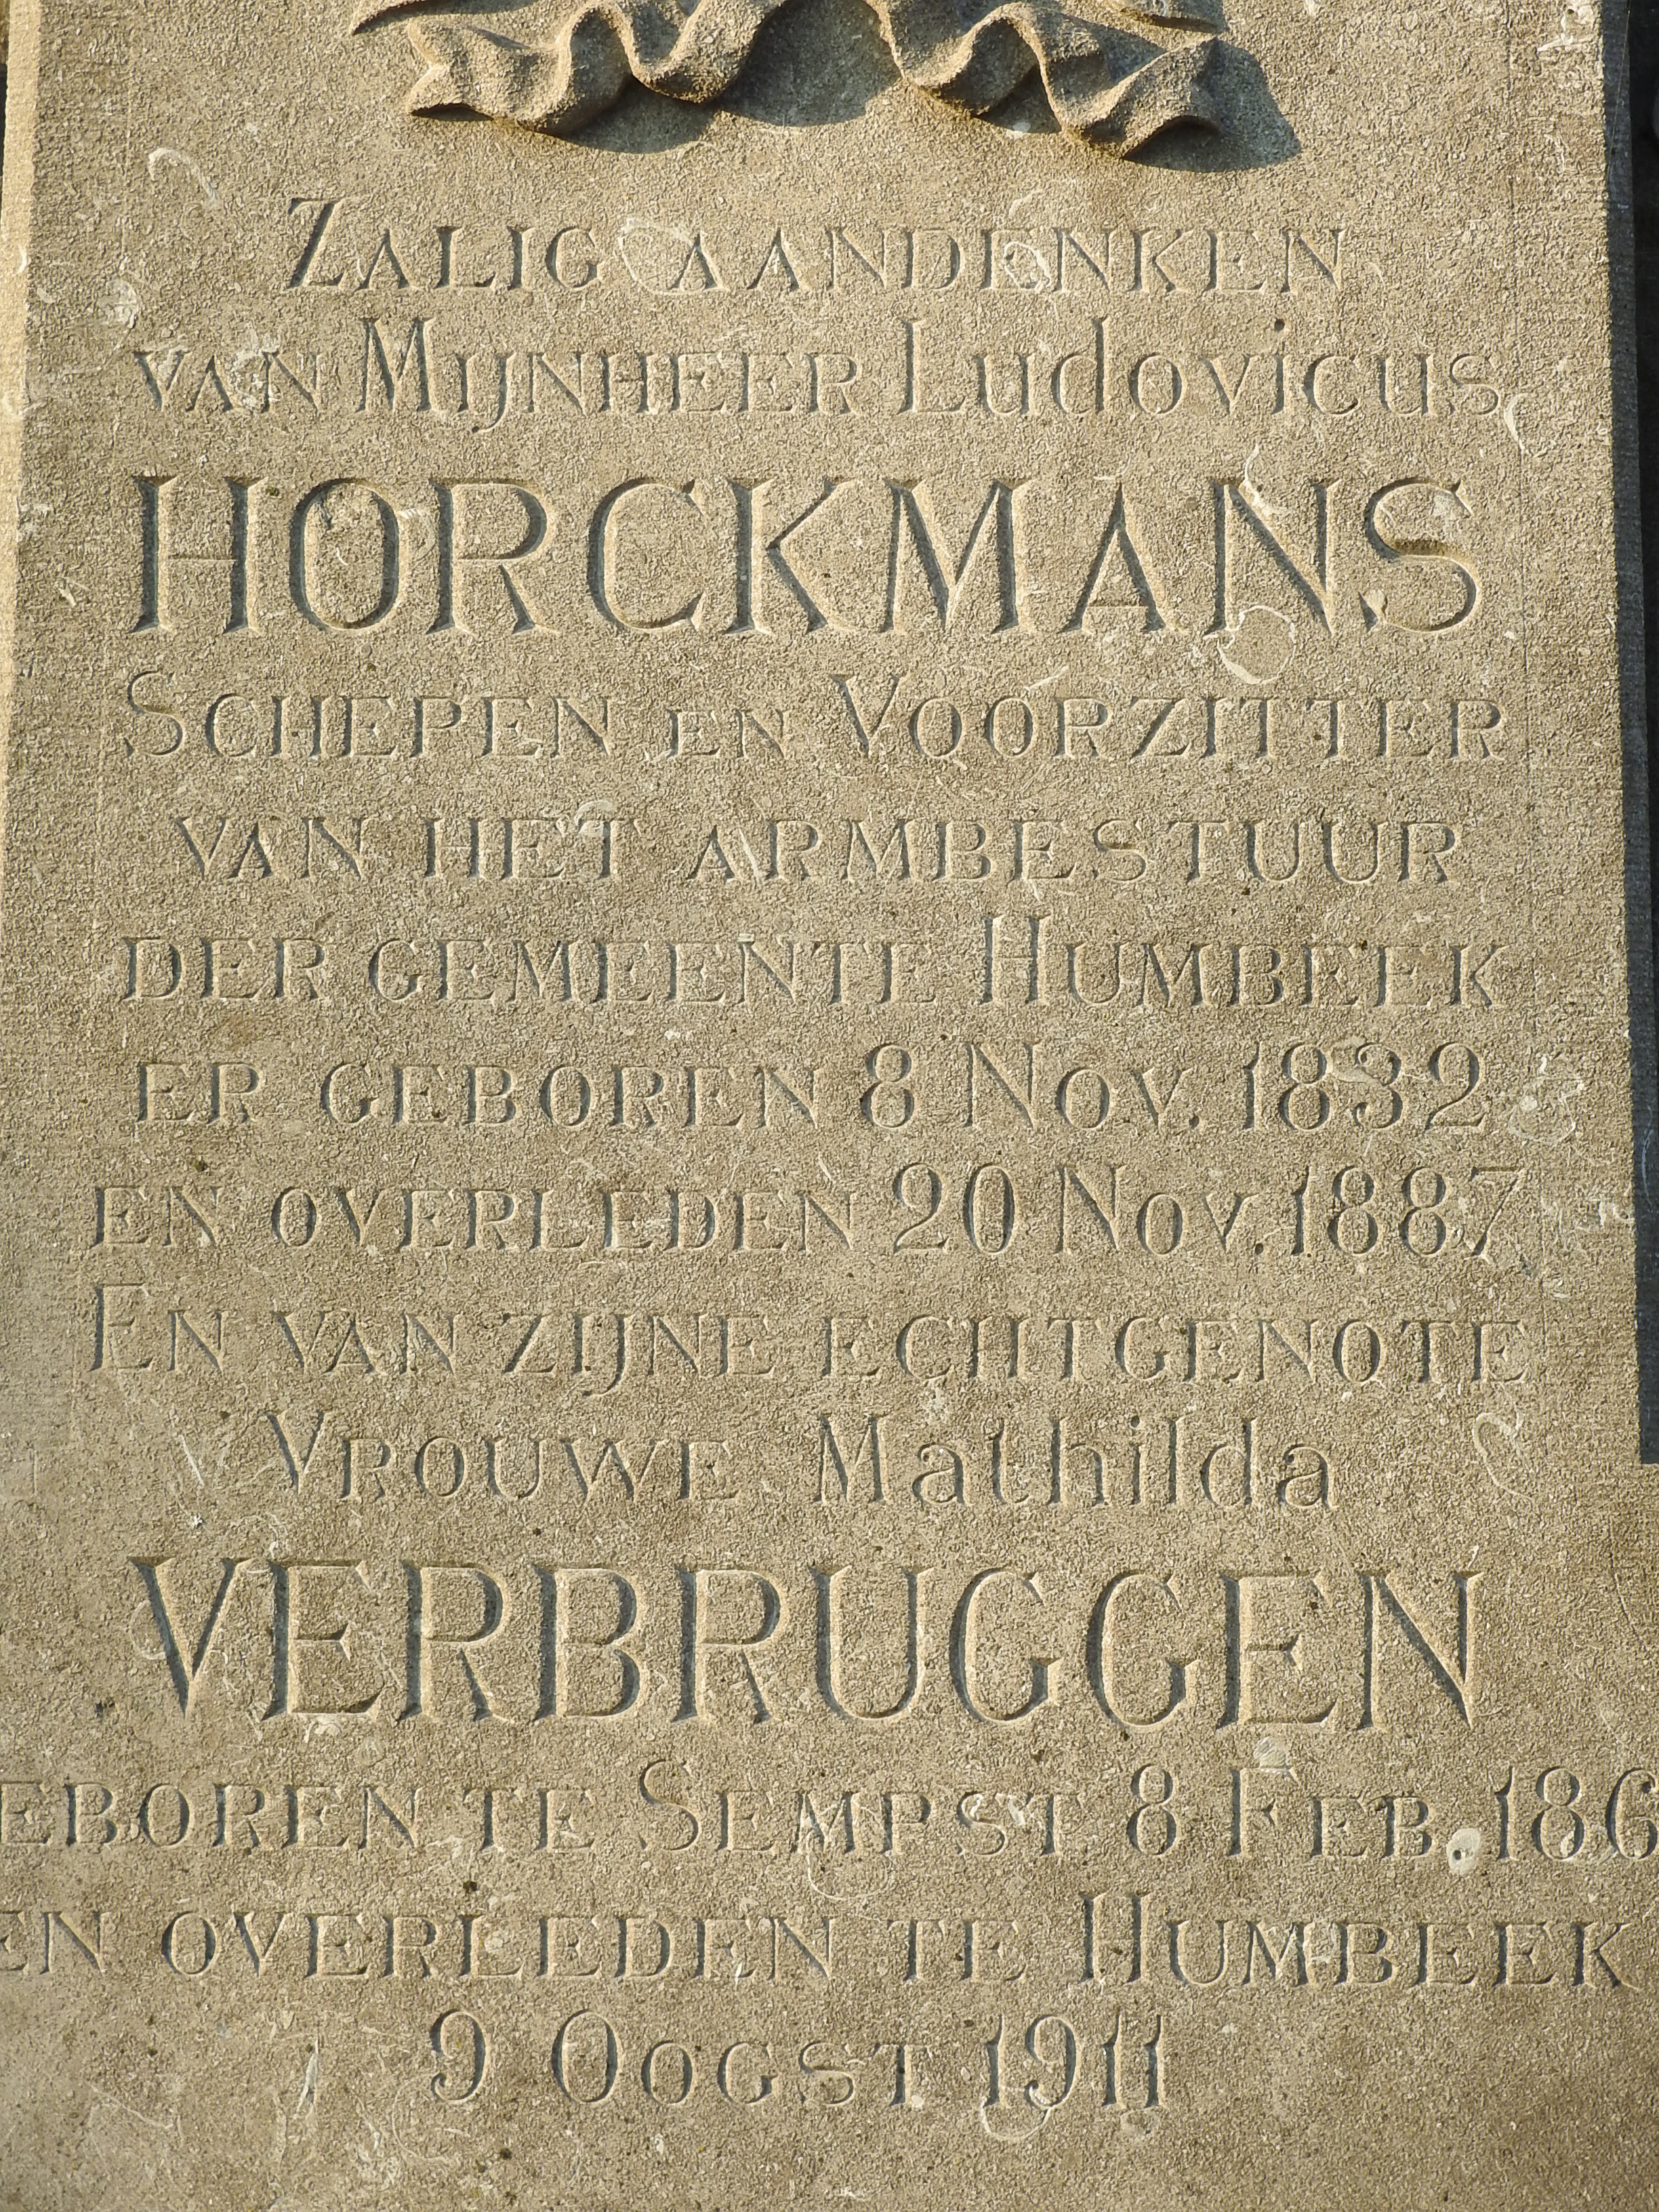 Zalig aandenken
van Mijnheer Ludovicus
HORCKMANS
Schepen en Voorzitter
van het armbestuur
der gemeente Humbeek
er geboren 8 Nov. 1832
en overleden 20 Nov. 1887
En van zijne echtgenote
Vrouwe Mathilda
VERBRUGGEN
eboren te Sempst 8 Feb. 186
en overleden te Humbeek
9 Oogst 1911